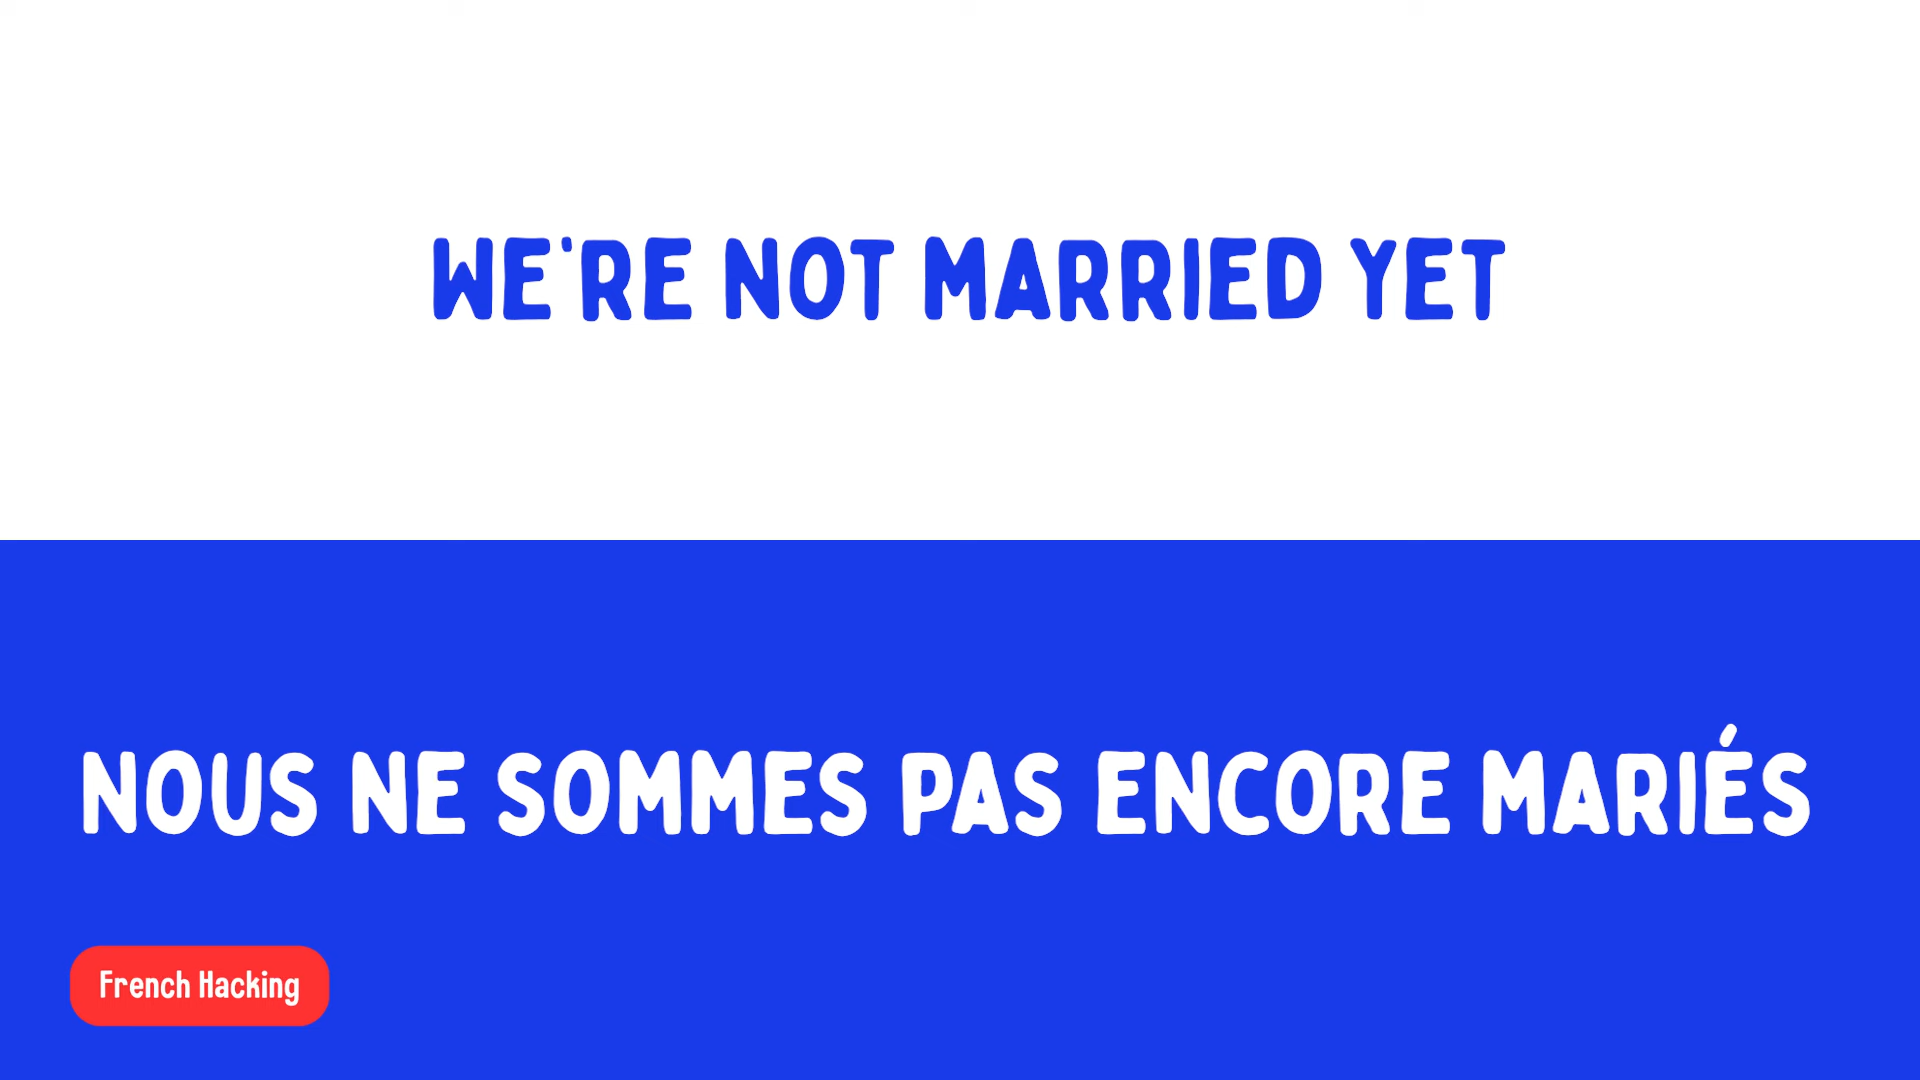 WE'RE NOT MARRIED YET
NOUS NE SOMMES PAS ENCORE MARIÉS
French Hacking